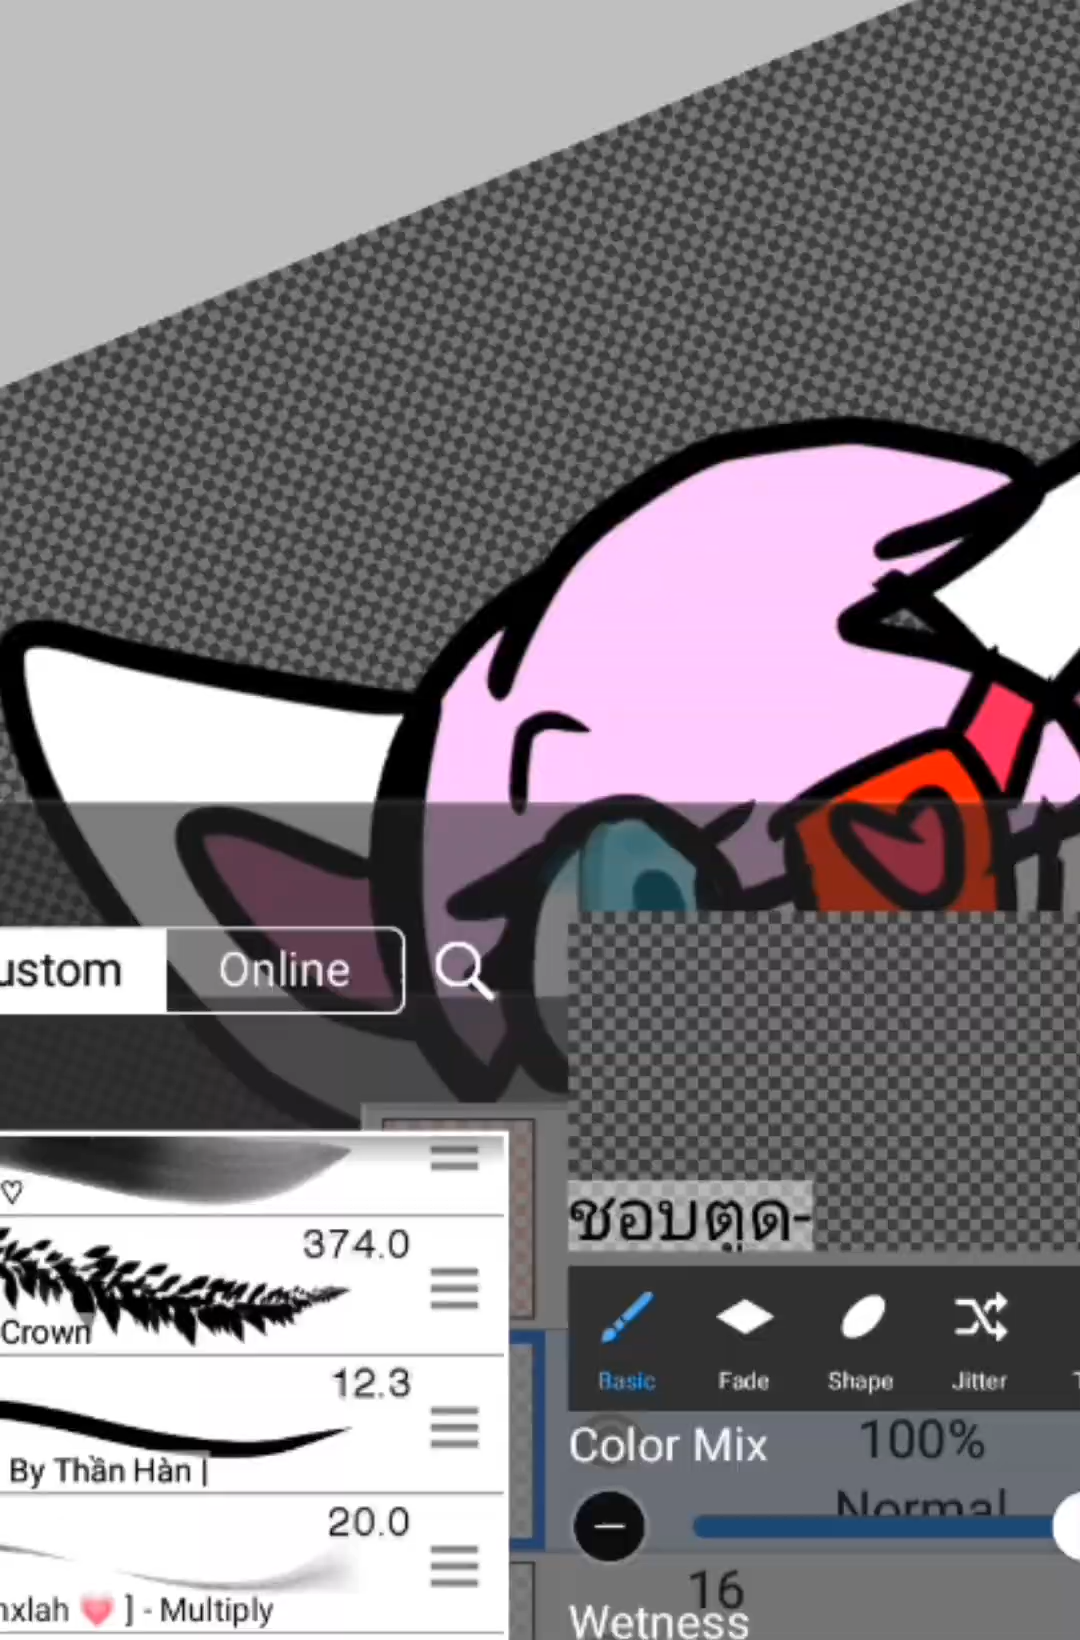 ustom
Online
♡
374.0
Crown
12.3
By Thần Hàn |
20.0
nxlah 💗 ] - Multiply
ชอบตูด-
Basic
Fade
Shape
Jitter
Color Mix
100%
Normal
16
Wetness